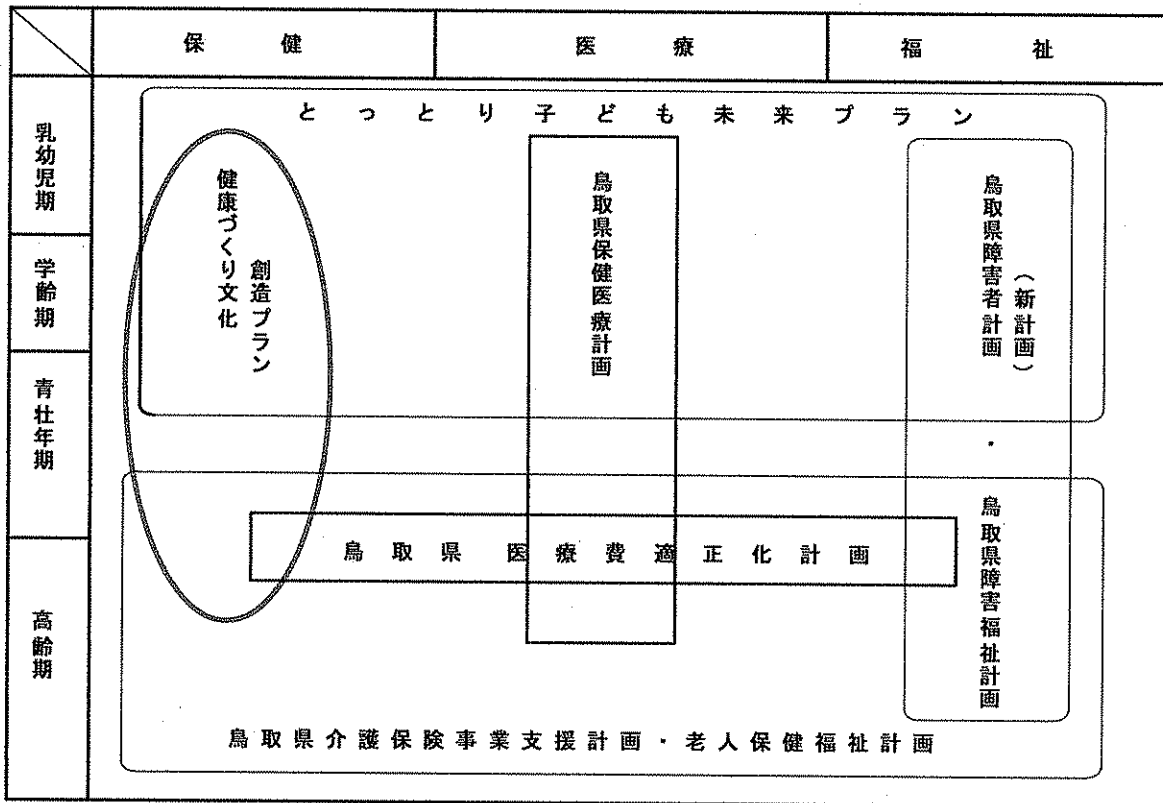 保健
医療
福祉
乳幼児期
学齢期
青壮年期
高齢期
とっとり子ども未来プラン
健康づくり文化
創造プラン
鳥取県保健医療計画
鳥取県障害者計画
（新計画）
・
鳥取県障害福祉計画
鳥取県医療費適正化計画
鳥取県介護保険事業支援計画・老人保健福祉計画